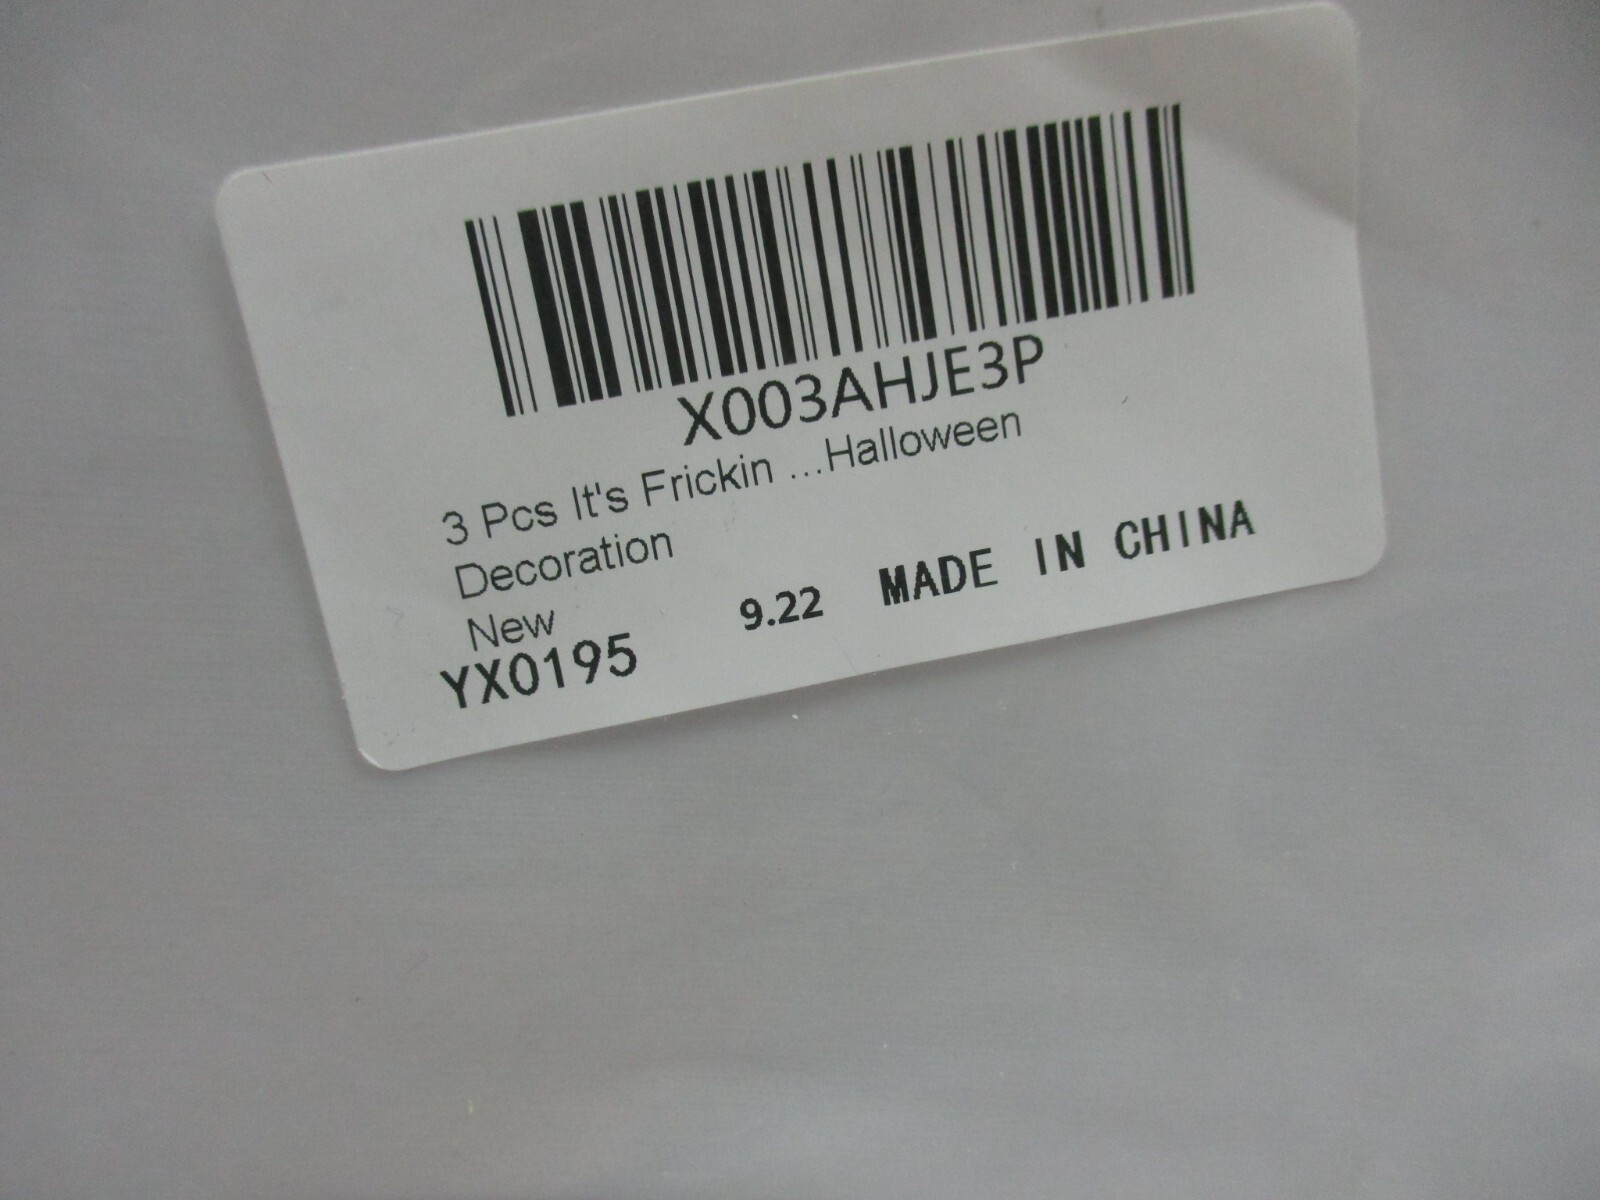 X003AHJE3P
3 Pcs It's Frickin ...Halloween
Decoration
New
YX0195 9.22 MADE IN CHINA